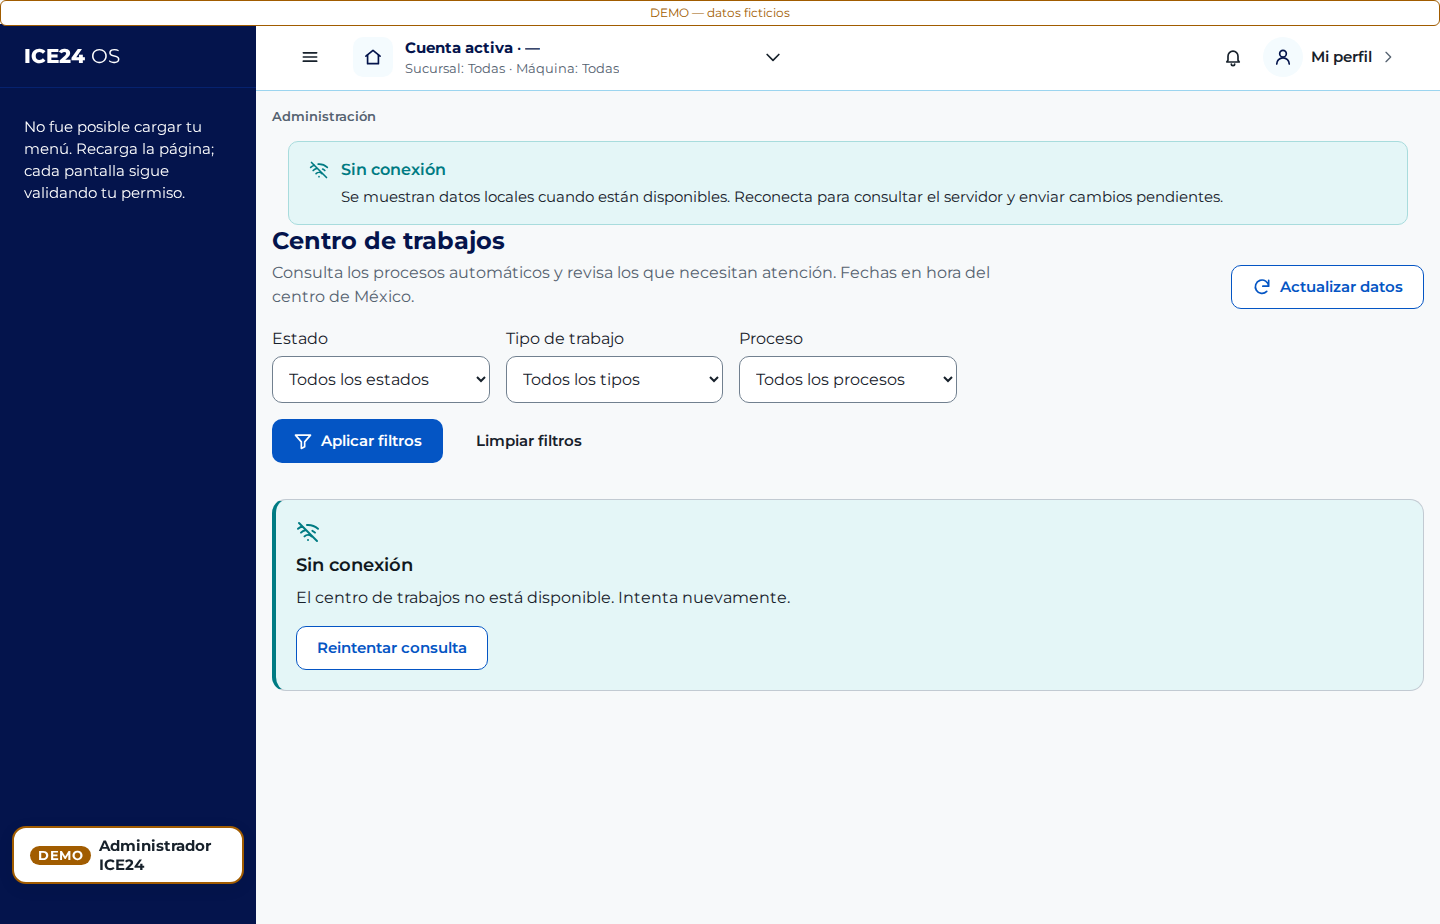 DEMO — datos ficticios
ICE24 OS
No fue posible cargar tu
menú. Recarga la página;
cada pantalla sigue
validando tu permiso.
DEMO
Administrador
ICE24
Cuenta activa · —
Sucursal: Todas · Máquina: Todas
Mi perfil
Administración
Sin conexión
Se muestran datos locales cuando están disponibles. Reconecta para consultar el servidor y enviar cambios pendientes.
Centro de trabajos
Consulta los procesos automáticos y revisa los que necesitan atención. Fechas en hora del
centro de México.
Actualizar datos
Estado
Tipo de trabajo
Proceso
Todos los estados
Todos los tipos
Todos los procesos
Aplicar filtros
Limpiar filtros
Sin conexión
El centro de trabajos no está disponible. Intenta nuevamente.
Reintentar consulta